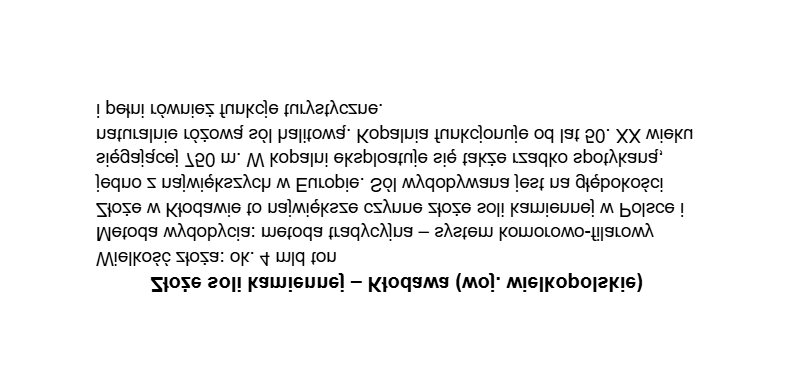 Złoże soli kamiennej – Kłodawa (woj. wielkopolskie)
Wielkość złoża: ok. 4 mld ton
Metoda wydobycia: metoda tradycyjna – system komorowo-filarowy
Złoże w Kłodawie to największe czynne złoże soli kamiennej w Polsce i
jedno z największych w Europie. Sól wydobywana jest na głębokości
sięgającej 750 m. W kopalni eksploatuje się także rzadko spotykaną,
naturalnie różową sól halitową. Kopalnia funkcjonuje od lat 50. XX wieku
i pełni również funkcje turystyczne.